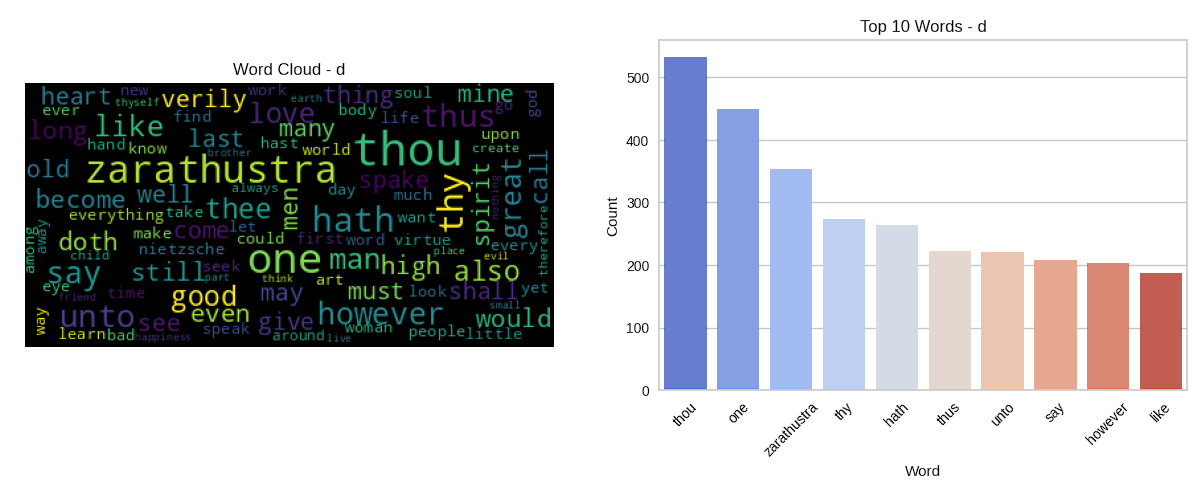 Word Cloud - d
heart new work thing soul mine god
ever thyself verily earth go
long like find love body life thus
hand know last many hast upon
brother world thou create
old zarathustra spake great call
become well always day much thy spirit nothing
everything take thee men hath want
away make come let could first word virtue every therefore
among doth nietzsche one man place evil
child say still seek think high also
eye part art
friend time good may must look shall yet
way unto see even give however small would
learn bad speak woman people little
happiness around live
Top 10 Words - d
500
400
300
200
100
0
Count
thou one zarathustra thy hath thus unto say however like
Word